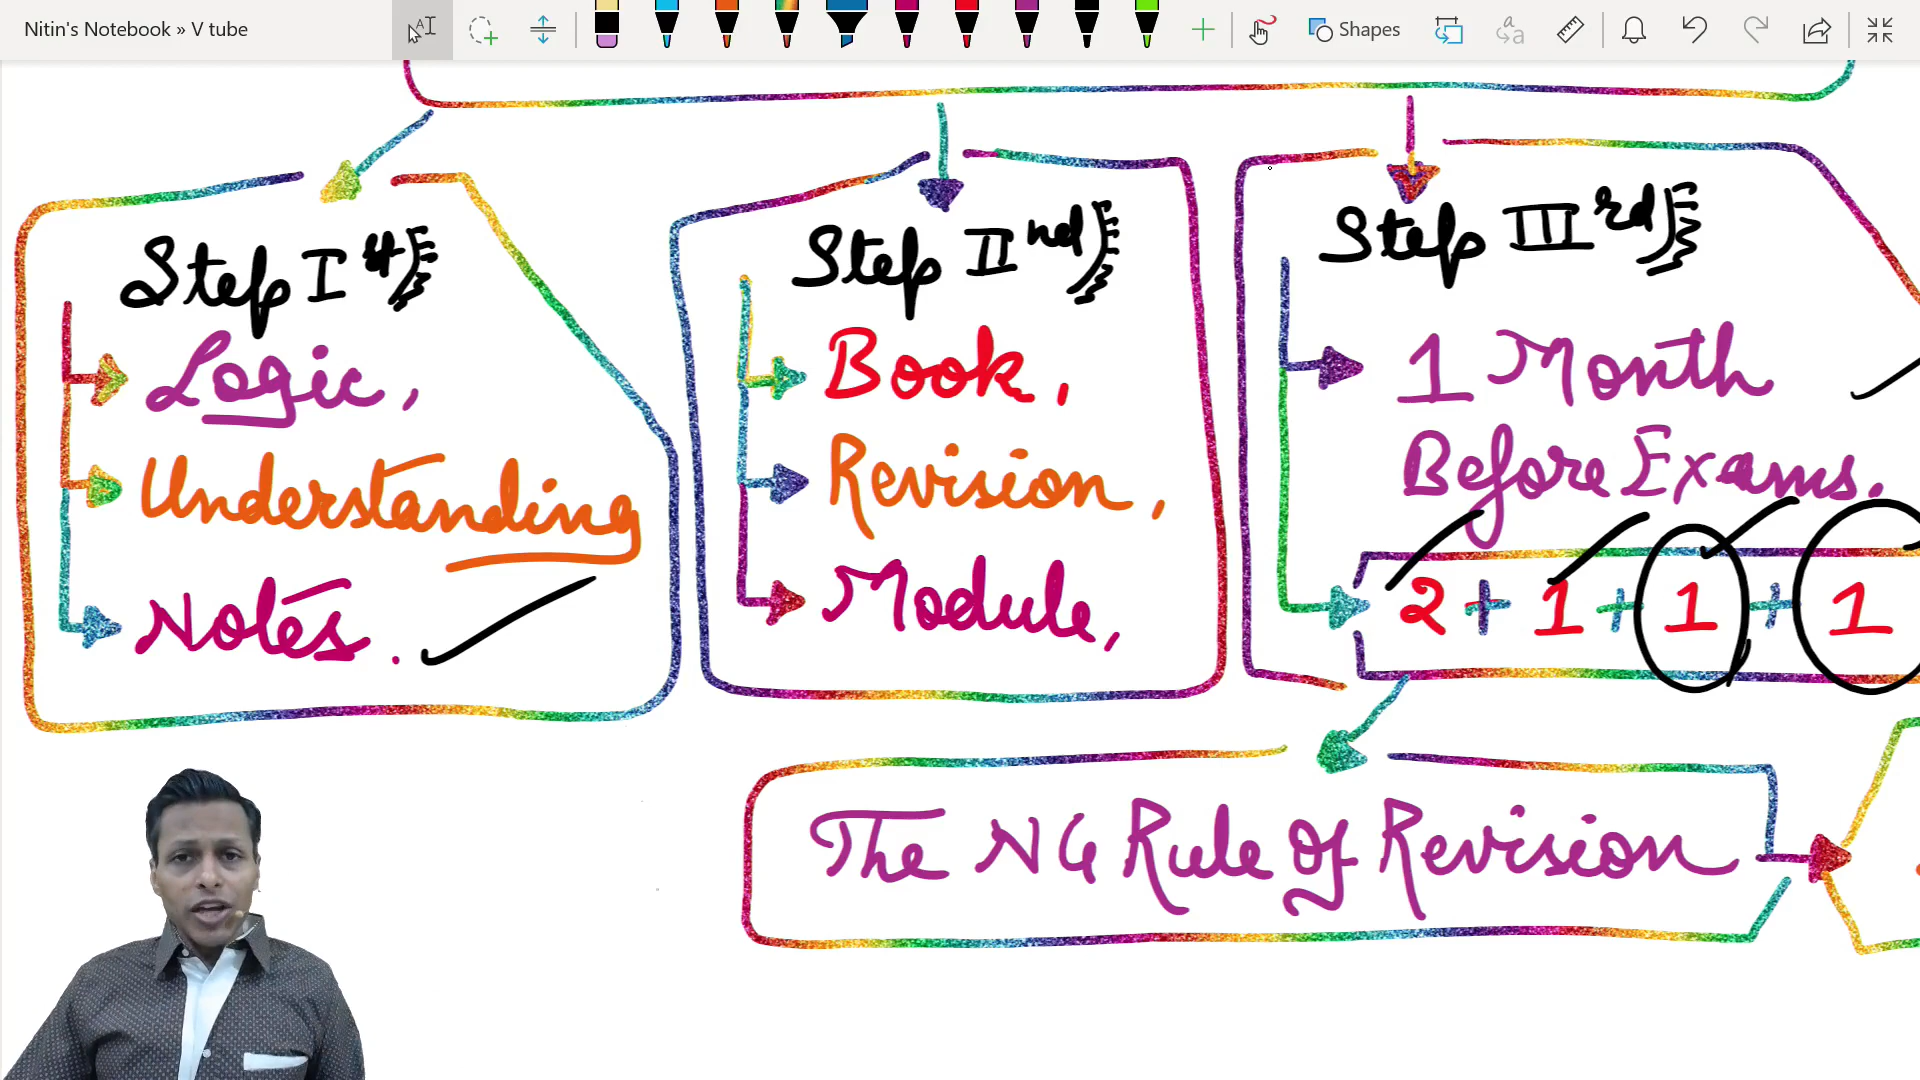 Nitin's Notebook » V tube
Shapes
Step I st
Logic,
Understanding
Notes.
Step II nd
Book,
Revision,
Module,
Step III rd
1 Month
Before Exams.
2 + 1 + 1 + 1
The NG Rule Of Revision